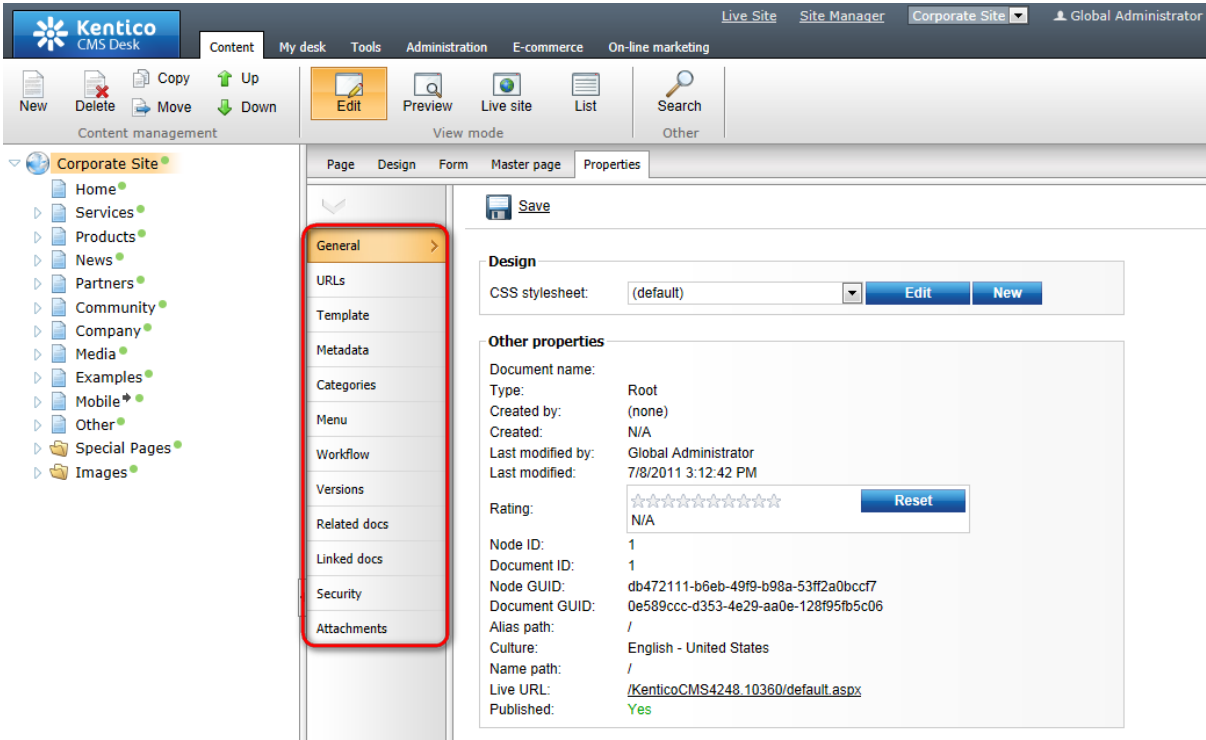 Live Site Site Manager Corporate Site Global Administrator
Kentico
CMS Desk
Content My desk Tools Administration E-commerce On-line marketing
New Delete Copy Move Up Down
Edit Preview Live site List Search
Content management View mode Other
Corporate Site
Home
Services
Products
News
Partners
Community
Company
Media
Examples
Mobile
Other
Special Pages
Images
Page Design Form Master page Properties
General
URLs
Template
Metadata
Categories
Menu
Workflow
Versions
Related docs
Linked docs
Security
Attachments
Save
Design
CSS stylesheet: (default) Edit New
Other properties
Document name:
Type: Root
Created by: (none)
Created: N/A
Last modified by: Global Administrator
Last modified: 7/8/2011 3:12:42 PM
Rating: N/A Reset
Node ID: 1
Document ID: 1
Node GUID: db472111-b6eb-49f9-b98a-53ff2a0bccf7
Document GUID: 0e589ccc-d353-4e29-aa0e-128f95fb5c06
Alias path: /
Culture: English - United States
Name path: /
Live URL: /KenticoCMS4248.10360/default.aspx
Published: Yes